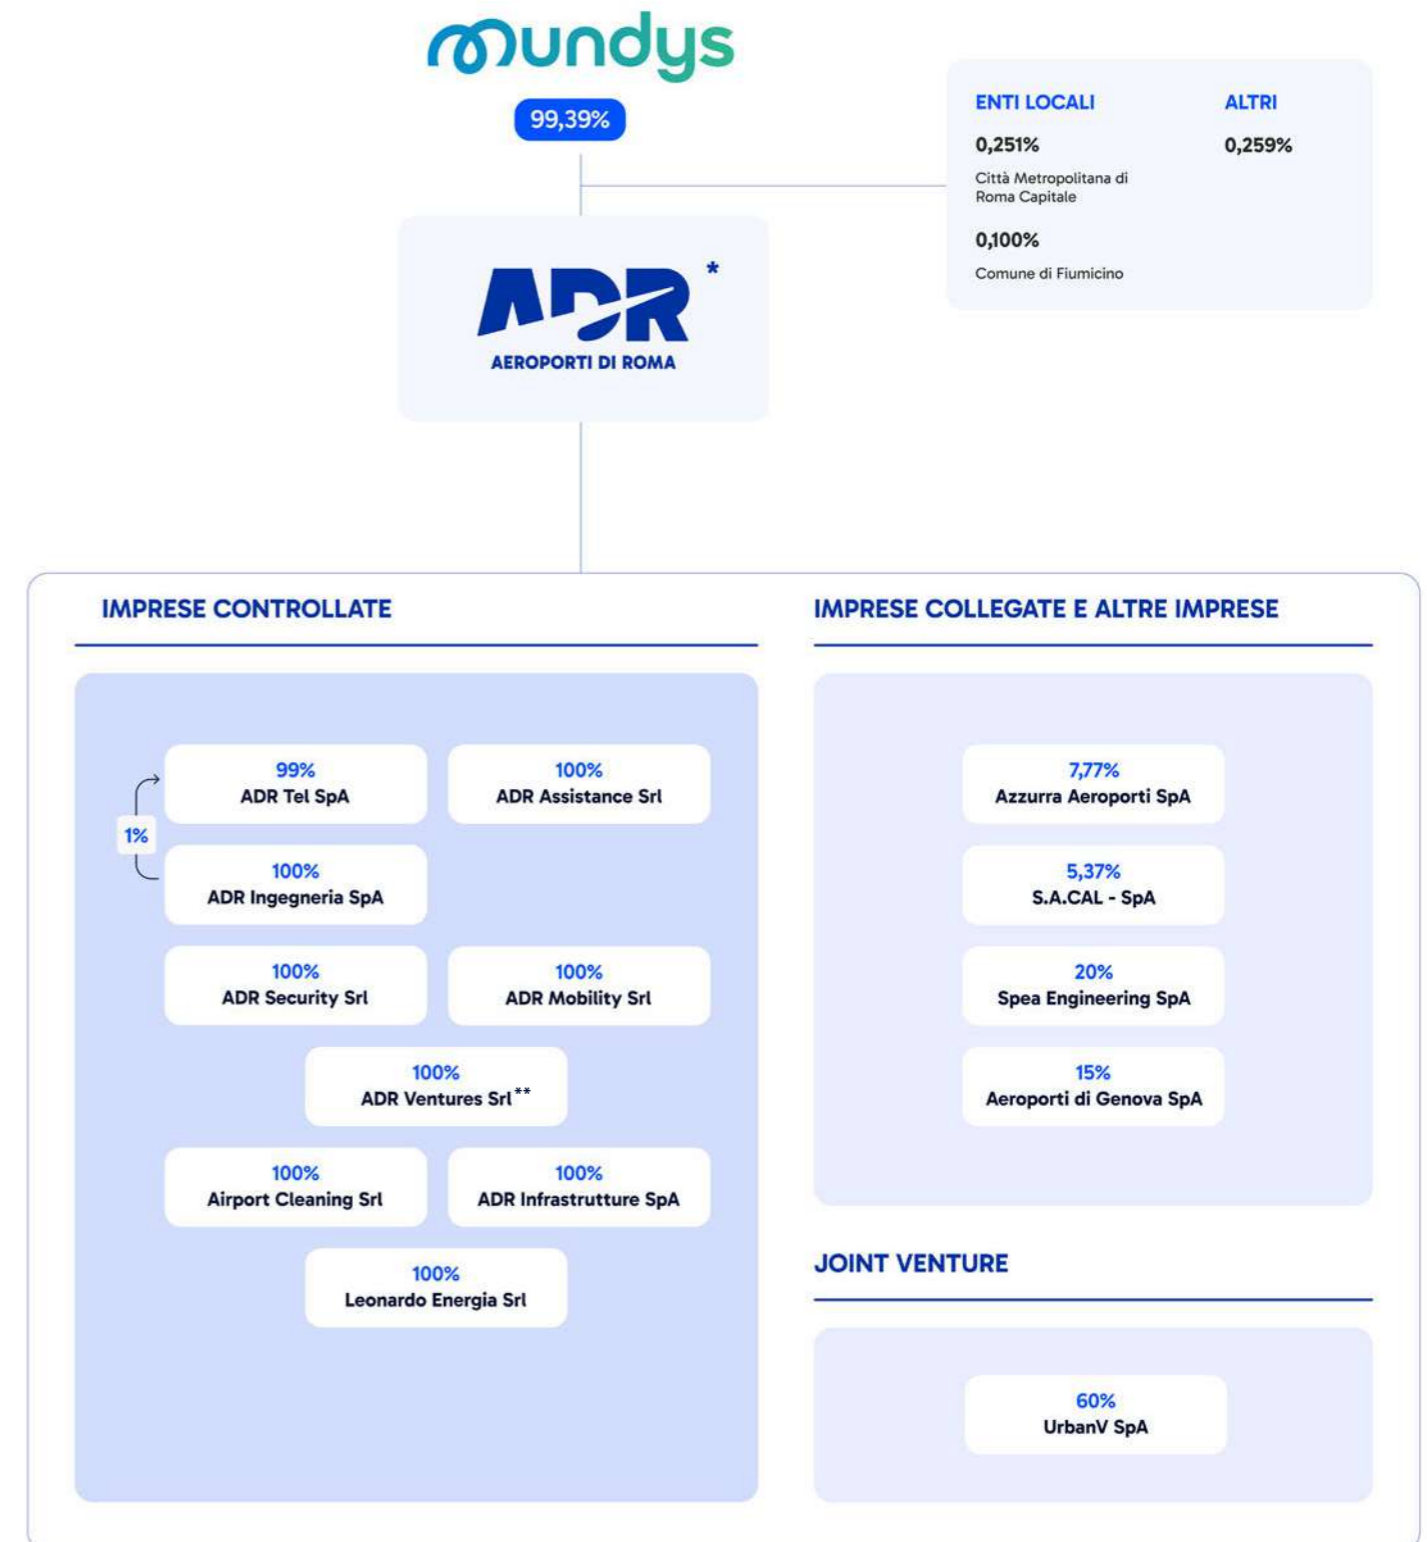 mundys
99,39%
ENTI LOCALI
0,251%
Città Metropolitana di
Roma Capitale
0,100%
Comune di Fiumicino
ALTRI
0,259%
ADR*
AEROPORTI DI ROMA
IMPRESE CONTROLLATE
99%
ADR Tel SpA
100%
ADR Assistance Srl
1%
100%
ADR Ingegneria SpA
100%
ADR Security Srl
100%
ADR Mobility Srl
100%
ADR Ventures Srl**
100%
Airport Cleaning Srl
100%
ADR Infrastrutture SpA
100%
Leonardo Energia Srl
IMPRESE COLLEGATE E ALTRE IMPRESE
7,77%
Azzurra Aeroporti SpA
5,37%
S.A.CAL - SpA
20%
Spea Engineering SpA
15%
Aeroporti di Genova SpA
JOINT VENTURE
60%
UrbanV SpA